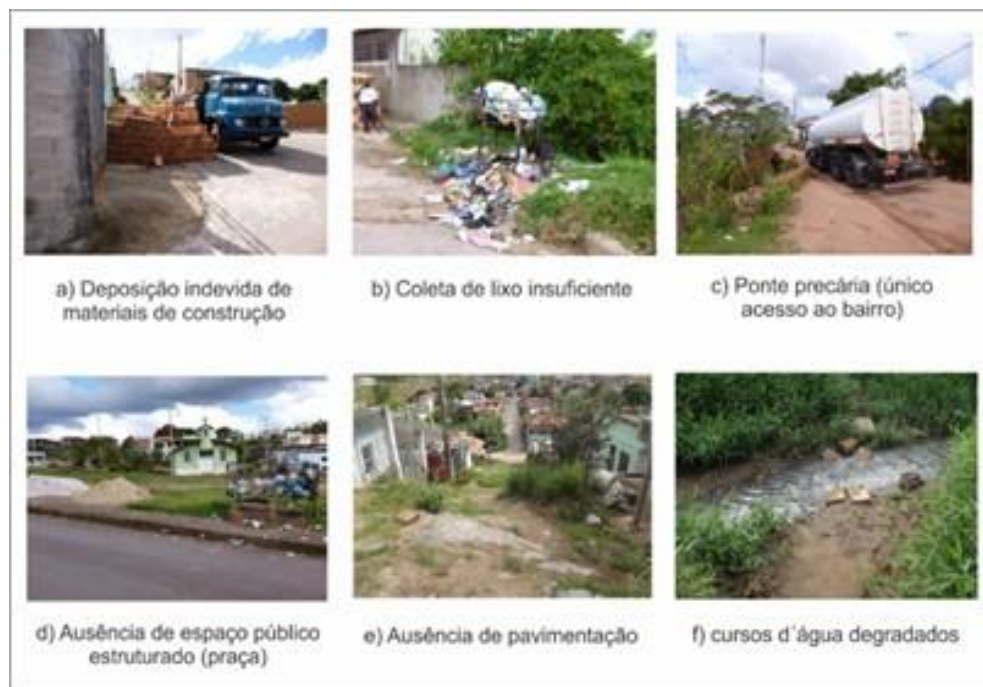 a) Deposição indevida de
materiais de construção
b) Coleta de lixo insuficiente
c) Ponte precária (único
acesso ao bairro)
d) Ausência de espaço público
estruturado (praça)
e) Ausência de pavimentação
f) cursos d´água degradados